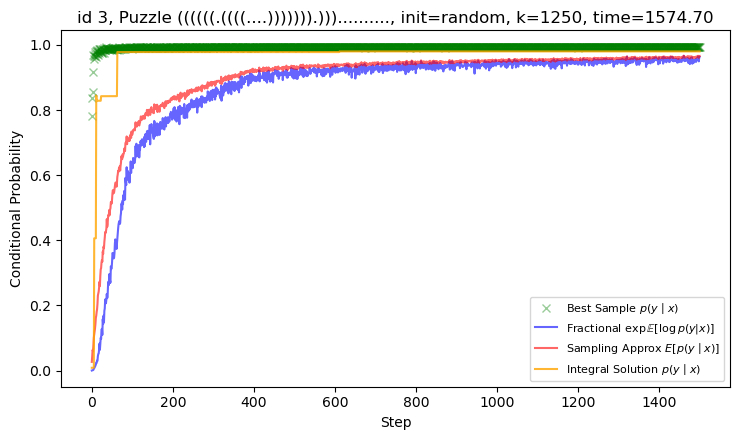 id 3, Puzzle ((((((.((((....))))))).))).........., init=random, k=1250, time=1574.70
Conditional Probability
1.0
0.8
0.6
0.4
0.2
0.0
Best Sample p(y | x)
Fractional exp𝔼[log p(y|x)]
Sampling Approx E[p(y | x)]
Integral Solution p(y | x)
0 200 400 600 800 1000 1200 1400
Step